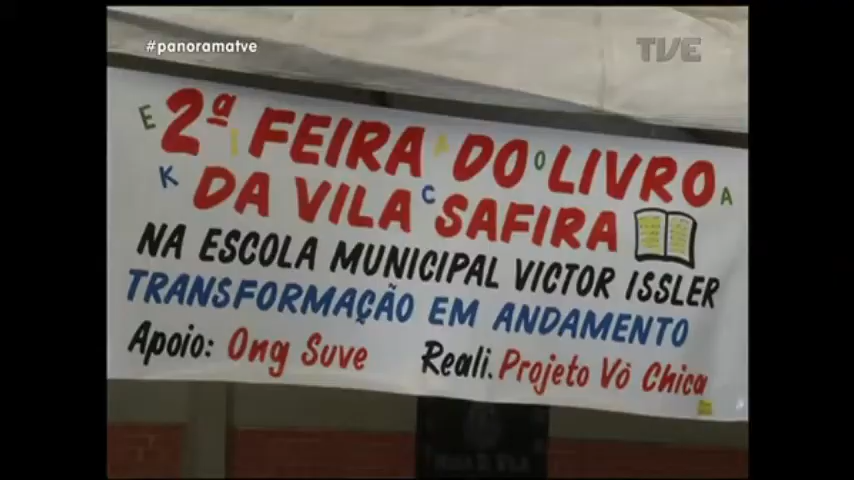 #panoramatve
TVE
2ª FEIRA DO LIVRO
DA VILA SAFIRA
NA ESCOLA MUNICIPAL VICTOR ISSLER
TRANSFORMAÇÃO EM ANDAMENTO
Apoio: Ong Suve Reali. Projeto Vó Chica
E I A O A
K C